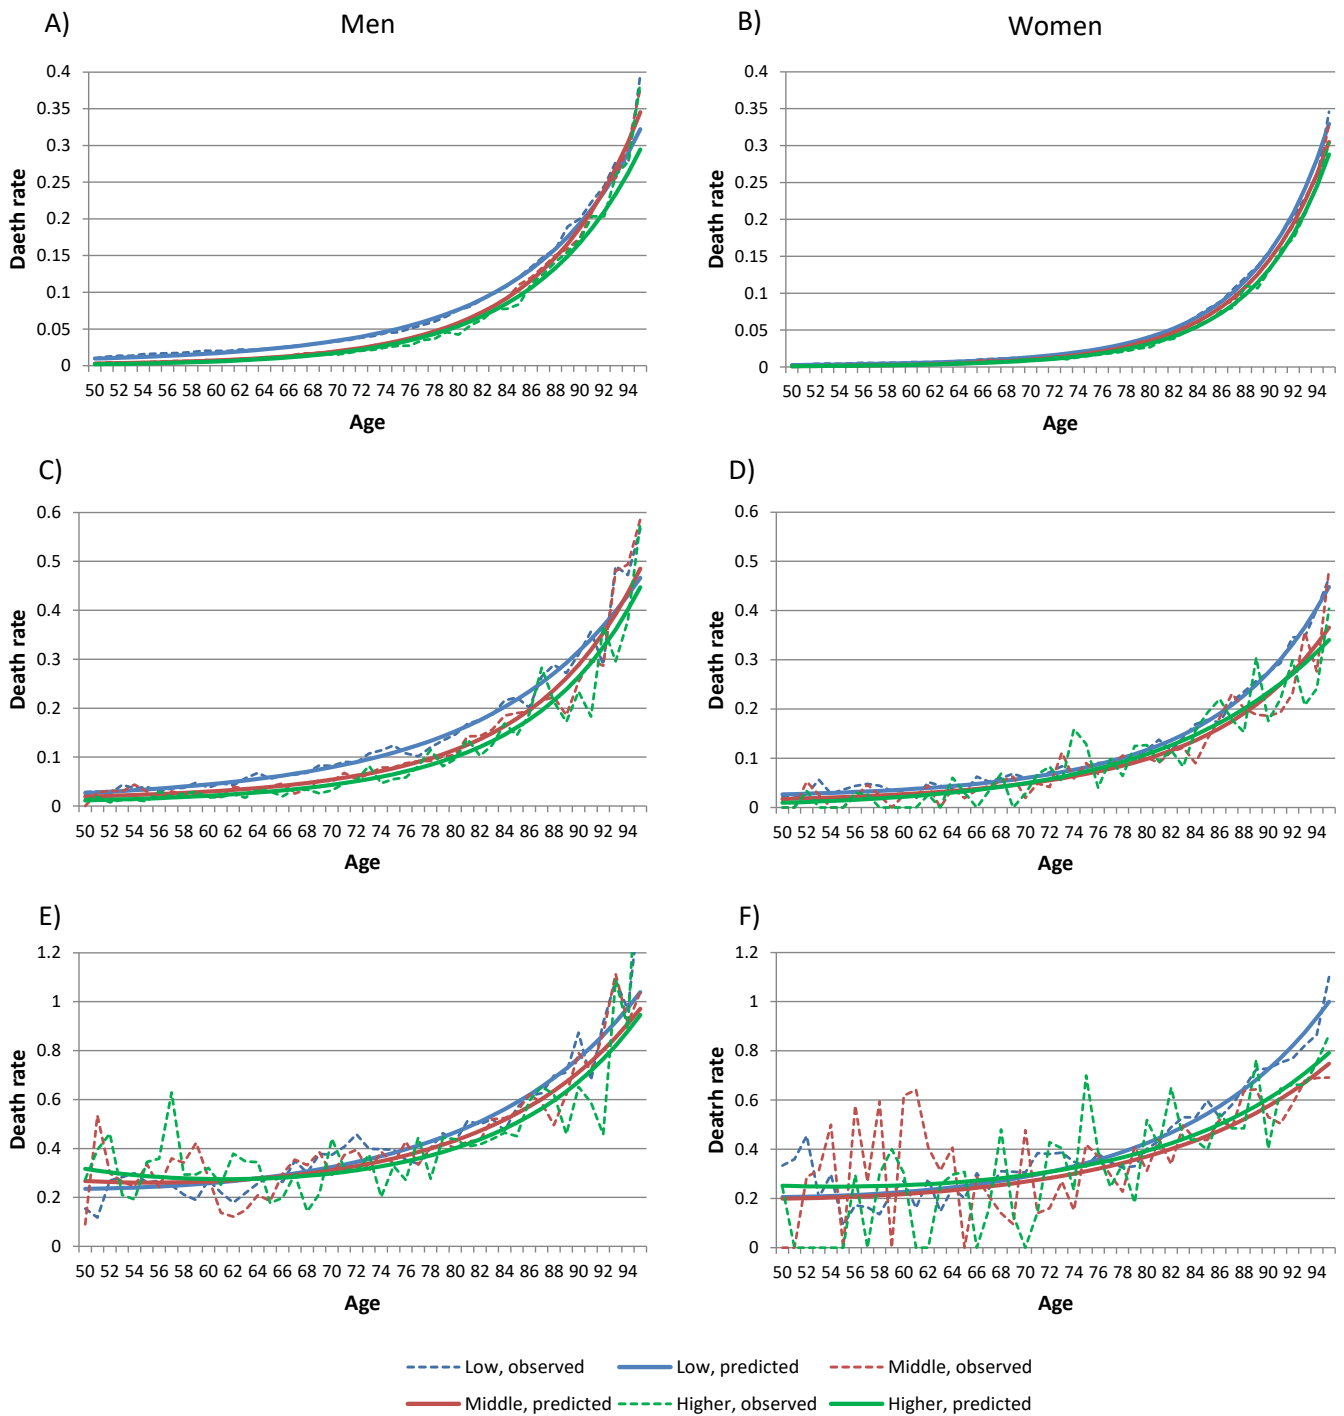 A) Men
B) Women
0.4
0.35
0.3
0.25
0.2
0.15
0.1
0.05
0
Daeth rate
50 52 54 56 58 60 62 64 66 68 70 72 74 76 78 80 82 84 86 88 90 92 94
Age
0.4
0.35
0.3
0.25
0.2
0.15
0.1
0.05
0
Death rate
50 52 54 56 58 60 62 64 66 68 70 72 74 76 78 80 82 84 86 88 90 92 94
Age
C)
0.6
0.5
0.4
0.3
0.2
0.1
0
Death rate
50 52 54 56 58 60 62 64 66 68 70 72 74 76 78 80 82 84 86 88 90 92 94
Age
D)
0.6
0.5
0.4
0.3
0.2
0.1
0
Death rate
50 52 54 56 58 60 62 64 66 68 70 72 74 76 78 80 82 84 86 88 90 92 94
Age
E)
1.2
1
0.8
0.6
0.4
0.2
0
Death rate
50 52 54 56 58 60 62 64 66 68 70 72 74 76 78 80 82 84 86 88 90 92 94
Age
F)
1.2
1
0.8
0.6
0.4
0.2
0
Deatrh rate
50 52 54 56 58 60 62 64 66 68 70 72 74 76 78 80 82 84 86 88 90 92 94
Age
Low, observed Low, predicted Middle, observed
Middle, predicted Higher, observed Higher, predicted